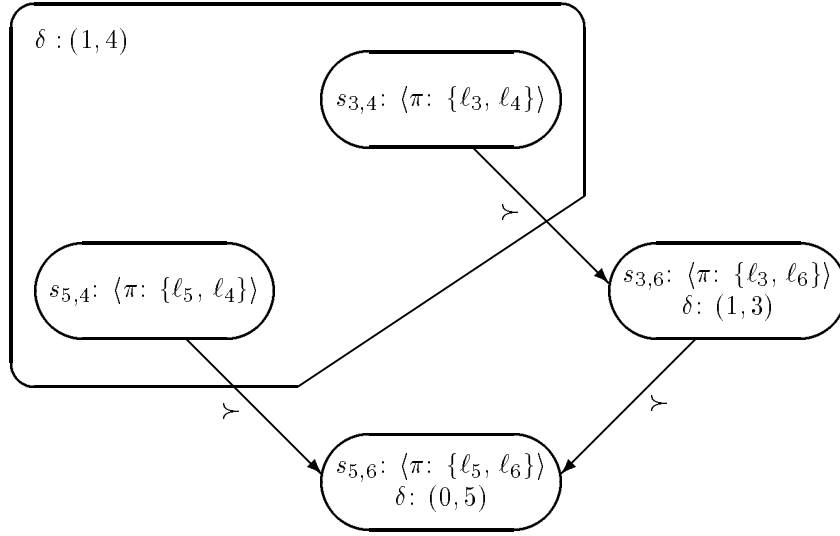 δ : (1, 4)
s₃,₄: ⟨π: {ℓ₃, ℓ₄}⟩
≻
s₅,₄: ⟨π: {ℓ₅, ℓ₄}⟩
s₃,₆: ⟨π: {ℓ₃, ℓ₆}⟩
δ: (1, 3)
≻
≻
s₅,₆: ⟨π: {ℓ₅, ℓ₆}⟩
δ: (0, 5)